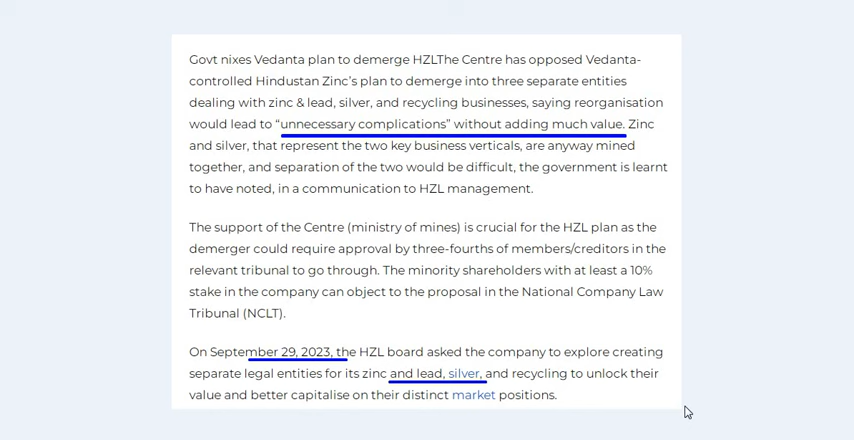 Govt nixes Vedanta plan to demerge HZLThe Centre has opposed Vedanta-
controlled Hindustan Zinc's plan to demerge into three separate entities
dealing with zinc & lead, silver, and recycling businesses, saying reorganisation
would lead to “unnecessary complications” without adding much value. Zinc
and silver, that represent the two key business verticals, are anyway mined
together, and separation of the two would be difficult, the government is learnt
to have noted, in a communication to HZL management.
The support of the Centre (ministry of mines) is crucial for the HZL plan as the
demerger could require approval by three-fourths of members/creditors in the
relevant tribunal to go through. The minority shareholders with at least a 10%
stake in the company can object to the proposal in the National Company Law
Tribunal (NCLT).
On September 29, 2023, the HZL board asked the company to explore creating
separate legal entities for its zinc and lead, silver, and recycling to unlock their
value and better capitalise on their distinct market positions.